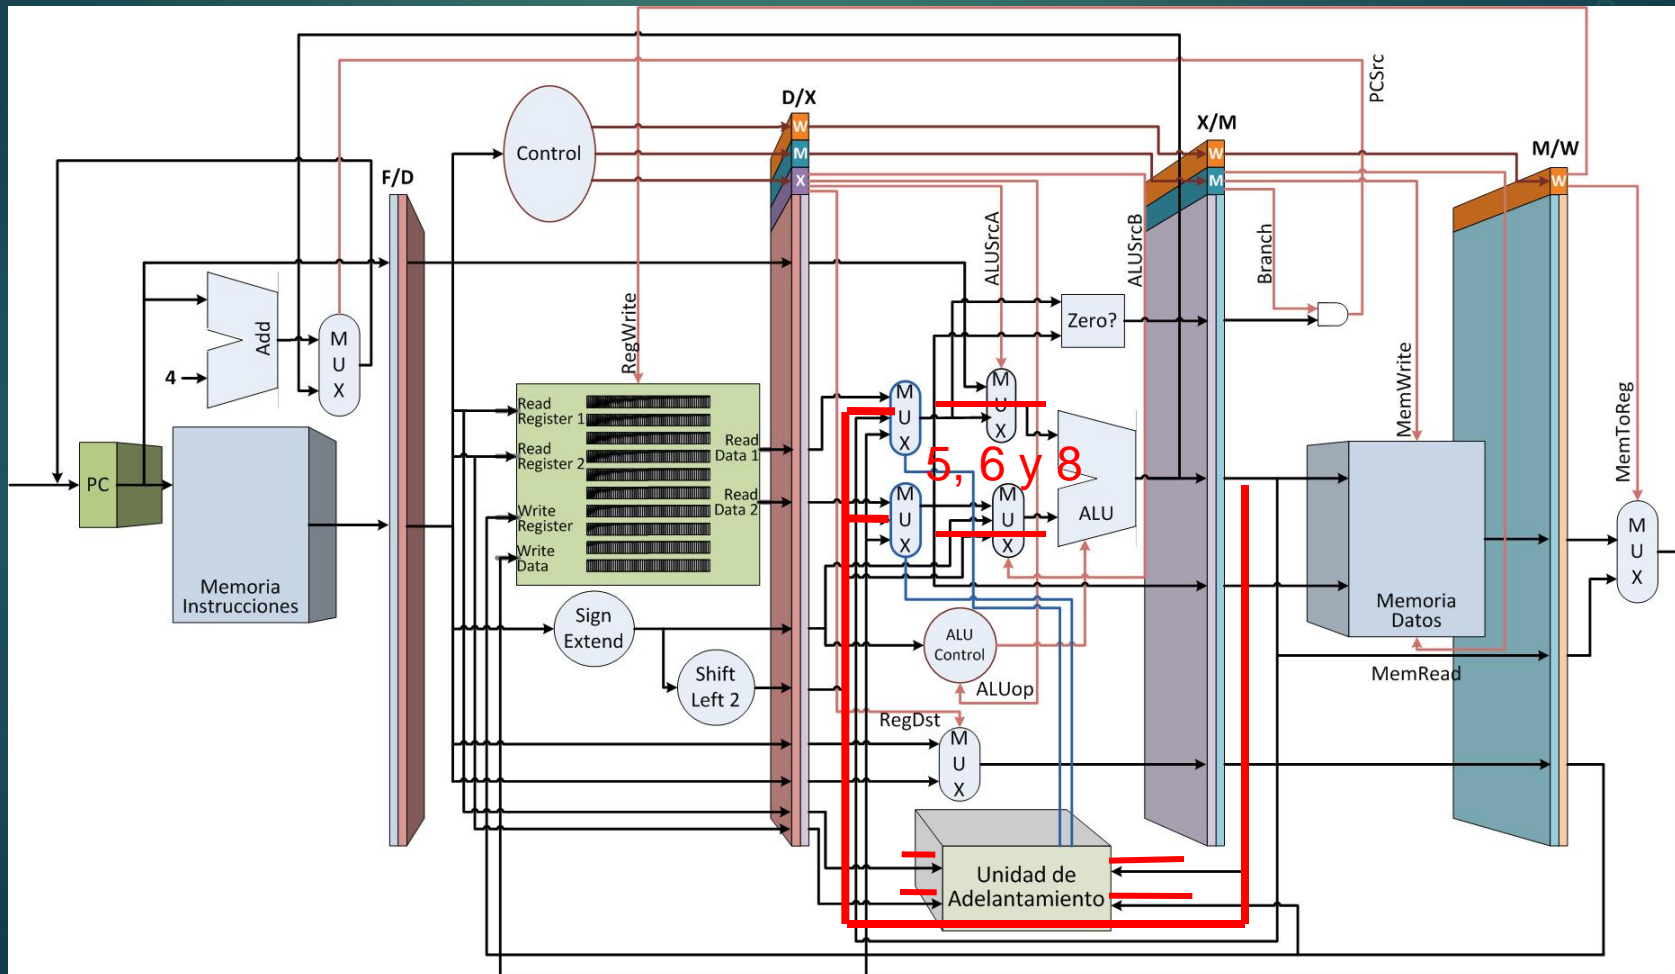 PCSrc
D/X
X/M
M/W
F/D
W
M
X
W
M
W
Control
ALUSrcA
ALUSrcB
Branch
RegWrite
MemWrite
MemToReg
Zero?
Add
4
M
U
X
Read
Register 1
Read
Register 2
Write
Register
Write
Data
Read
Data 1
Read
Data 2
M
U
X
M
U
X
5, 6 y 8
M
U
X
M
U
X
ALU
PC
Memoria
Instrucciones
Memoria
Datos
M
U
X
Sign
Extend
Shift
Left 2
ALU
Control
ALUop
MemRead
RegDst
M
U
X
Unidad de
Adelantamiento